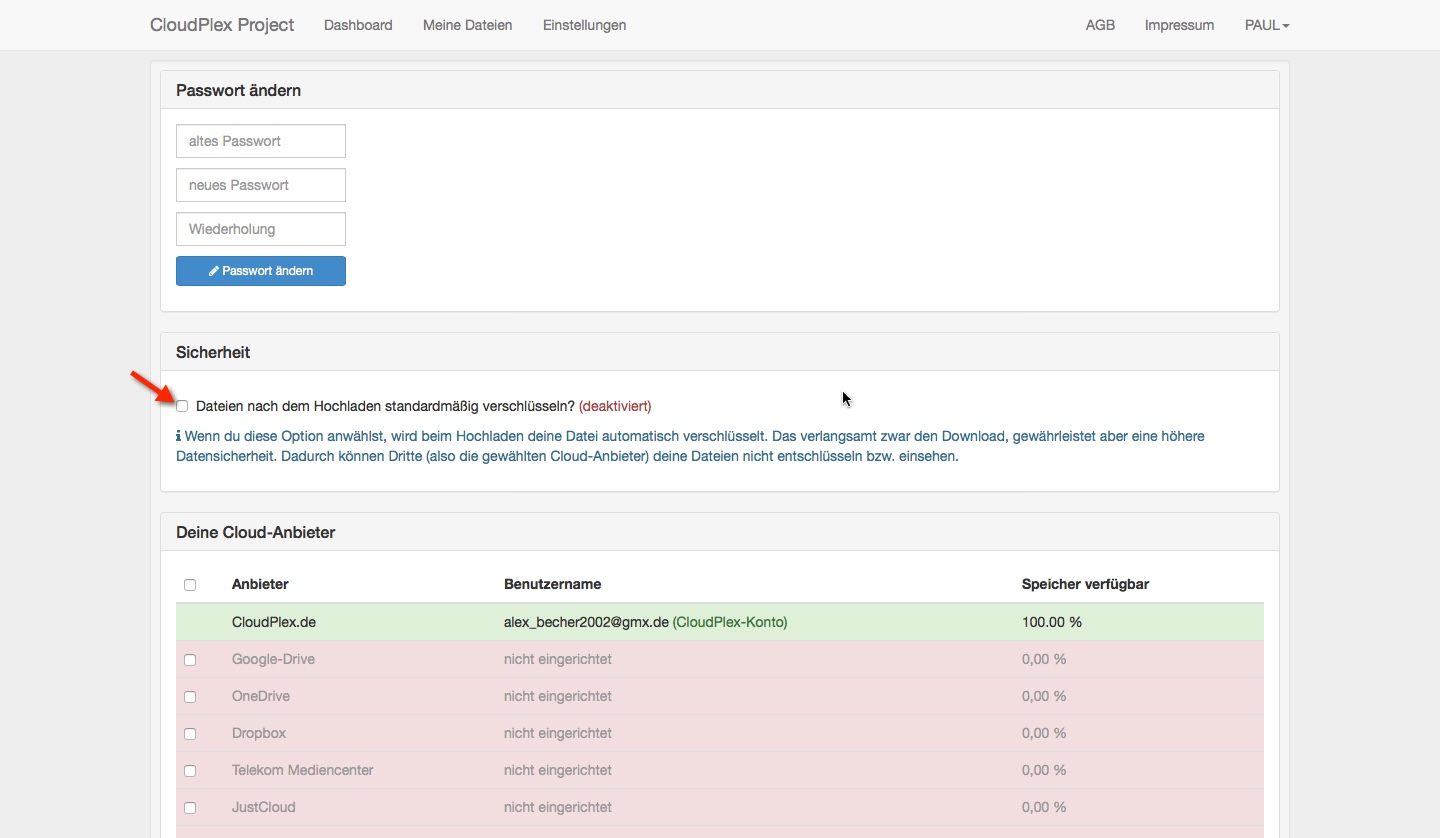 CloudPlex Project Dashboard Meine Dateien Einstellungen AGB Impressum PAUL
Passwort ändern
altes Passwort
neues Passwort
Wiederholung
Passwort ändern
Sicherheit
Dateien nach dem Hochladen standardmäßig verschlüsseln? (deaktiviert)
Wenn du diese Option anwählst, wird beim Hochladen deine Datei automatisch verschlüsselt. Das verlangsamt zwar den Download, gewährleistet aber eine höhere
Datensicherheit. Dadurch können Dritte (also die gewählten Cloud-Anbieter) deine Dateien nicht entschlüsseln bzw. einsehen.
Deine Cloud-Anbieter
Anbieter Benutzername Speicher verfügbar
CloudPlex.de alex_becher2002@gmx.de (CloudPlex-Konto) 100.00 %
Google-Drive nicht eingerichtet 0,00 %
OneDrive nicht eingerichtet 0,00 %
Dropbox nicht eingerichtet 0,00 %
Telekom Mediencenter nicht eingerichtet 0,00 %
JustCloud nicht eingerichtet 0,00 %